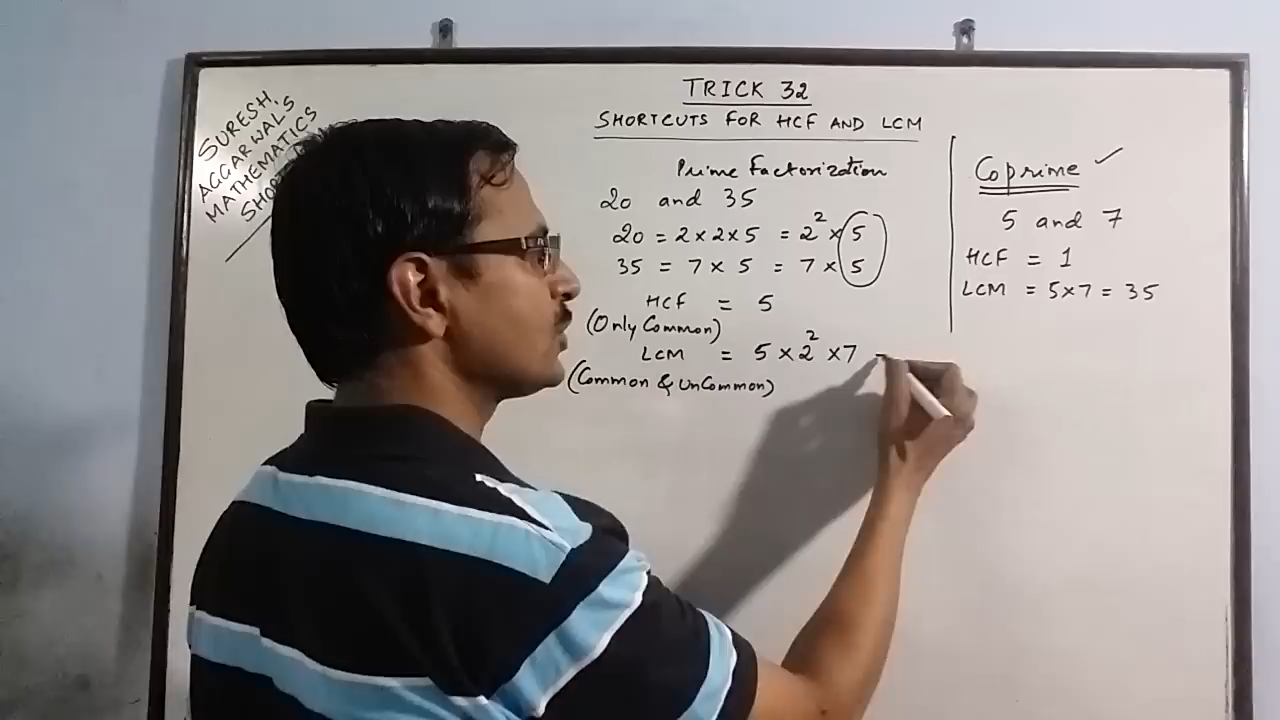 TRICK 32
SHORTCUTS FOR HCF AND LCM
SURESH
AGGARWAL'S
MATHEMATICS
Prime Factorization
20 and 35
20 = 2 × 2 × 5 = 2² × 5
35 = 7 × 5 = 7 × 5
HCF = 5
(Only Common)
LCM = 5 × 2² × 7
(Common & UnCommon)
Coprime ✓
5 and 7
HCF = 1
LCM = 5×7 = 35